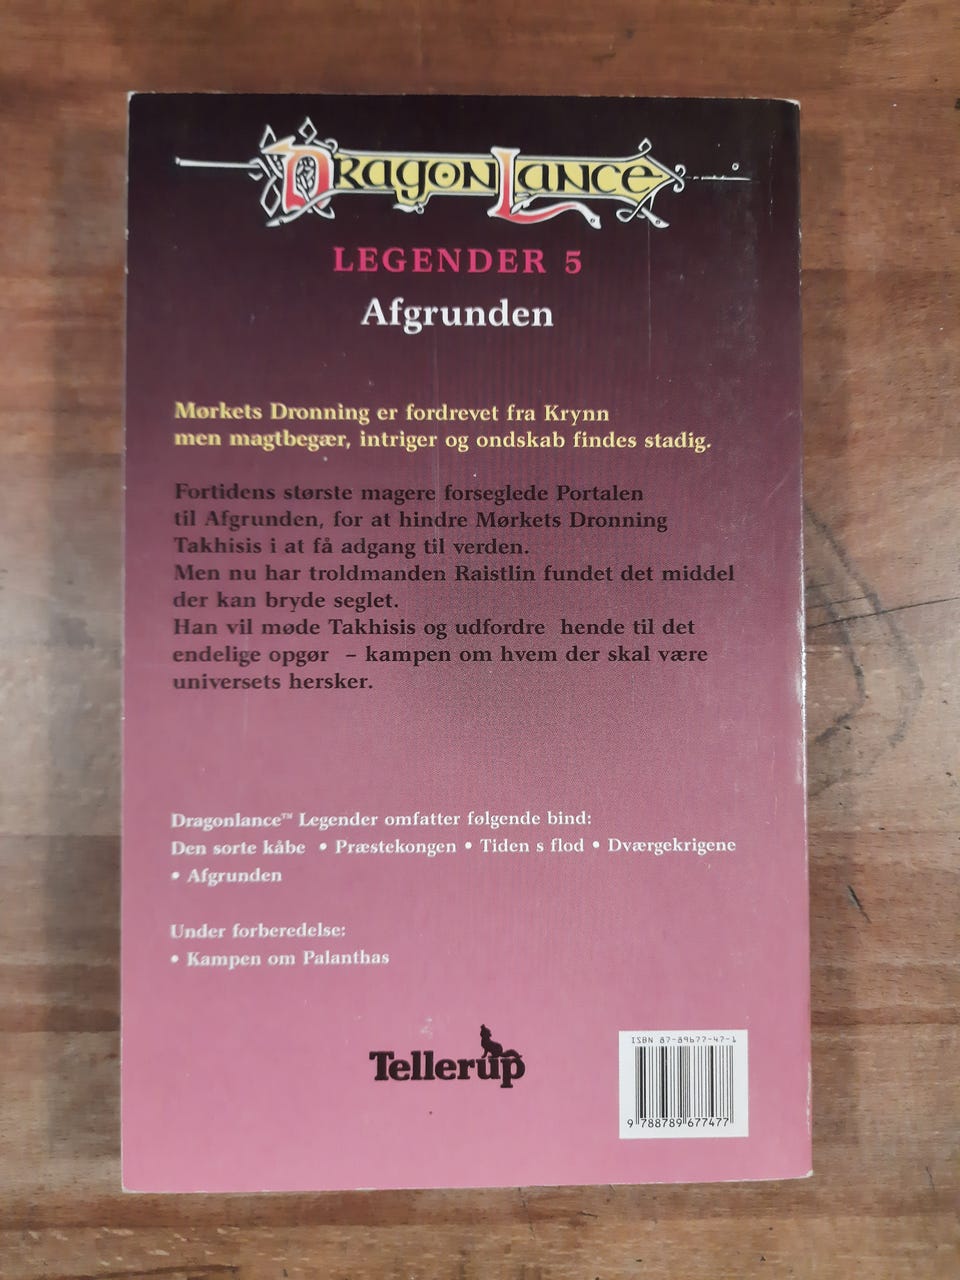 DRAGONLANCE
LEGENDER 5
Afgrunden
Mørkets Dronning er fordrevet fra Krynn
men magtbegær, intriger og ondskab findes stadig.
Fortidens største magere forseglede Portalen
til Afgrunden, for at hindre Mørkets Dronning
Takhisis i at få adgang til verden.
Men nu har troldmanden Raistlin fundet det middel
der kan bryde seglet.
Han vil møde Takhisis og udfordre hende til det
endelige opgør – kampen om hvem der skal være
universets hersker.
Dragonlance™ Legender omfatter følgende bind:
Den sorte kåbe • Præstekongen • Tiden s flod • Dværgekrigene
• Afgrunden
Under forberedelse:
• Kampen om Palanthas
Tellerup
ISBN 87-89677-47-1
9 788789 677477